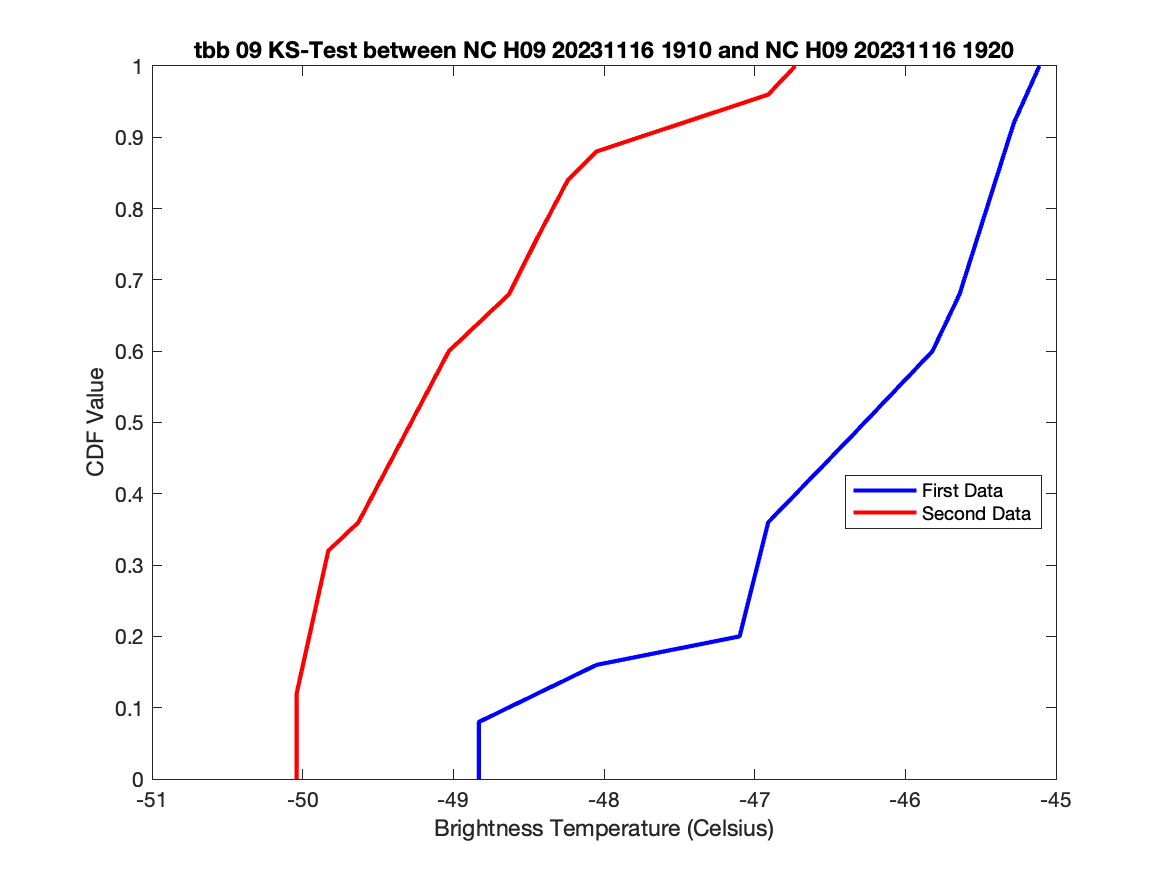 tbb 09 KS-Test between NC H09 20231116 1910 and NC H09 20231116 1920
1
0.9
0.8
0.7
0.6
0.5
0.4
0.3
0.2
0.1
0
CDF Value
First Data
Second Data
-51 -50 -49 -48 -47 -46 -45
Brightness Temperature (Celsius)